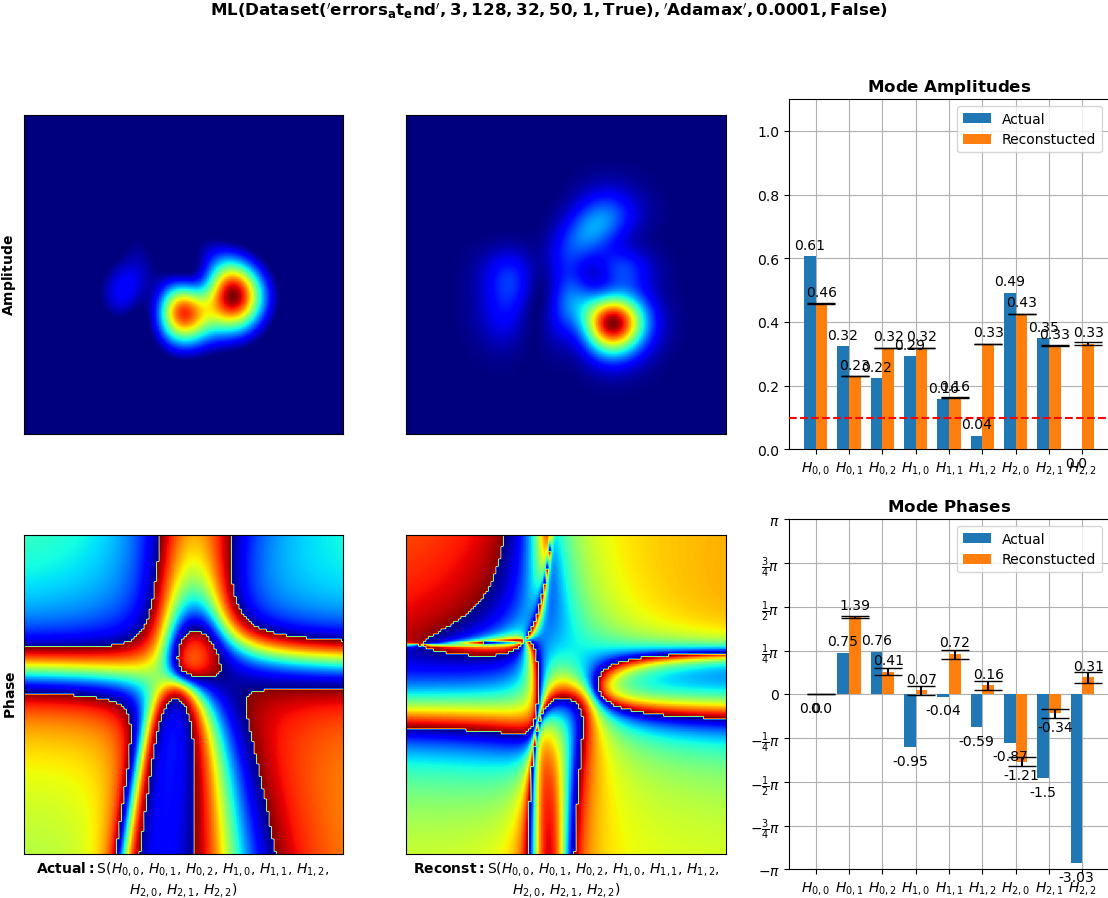 ML(Dataset('errorsₐtₑnd', 3, 128, 32, 50, 1, True), 'Adamax', 0.0001, False)
Amplitude
Mode Amplitudes
Actual
Reconstucted
1.0
0.8
0.6
0.4
0.2
0.0
0.61
0.46
0.32
0.23
0.22
0.32
0.29
0.32
0.16
0.16
0.04
0.33
0.49
0.43
0.35
0.33
0.0
0.33
H₀,₀ H₀,₁ H₀,₂ H₁,₀ H₁,₁ H₁,₂ H₂,₀ H₂,₁ H₂,₂
Phase
Mode Phases
Actual
Reconstucted
π
¾π
½π
¼π
0
−¼π
−½π
−¾π
−π
0.0
0.0
0.75
1.39
0.76
0.41
-0.95
0.07
-0.04
0.72
-0.59
0.16
-0.87
-1.21
-1.5
-0.34
-3.03
0.31
H₀,₀ H₀,₁ H₀,₂ H₁,₀ H₁,₁ H₁,₂ H₂,₀ H₂,₁ H₂,₂
Actual: S(H₀,₀, H₀,₁, H₀,₂, H₁,₀, H₁,₁, H₁,₂,
H₂,₀, H₂,₁, H₂,₂)
Reconst: S(H₀,₀, H₀,₁, H₀,₂, H₁,₀, H₁,₁, H₁,₂,
H₂,₀, H₂,₁, H₂,₂)